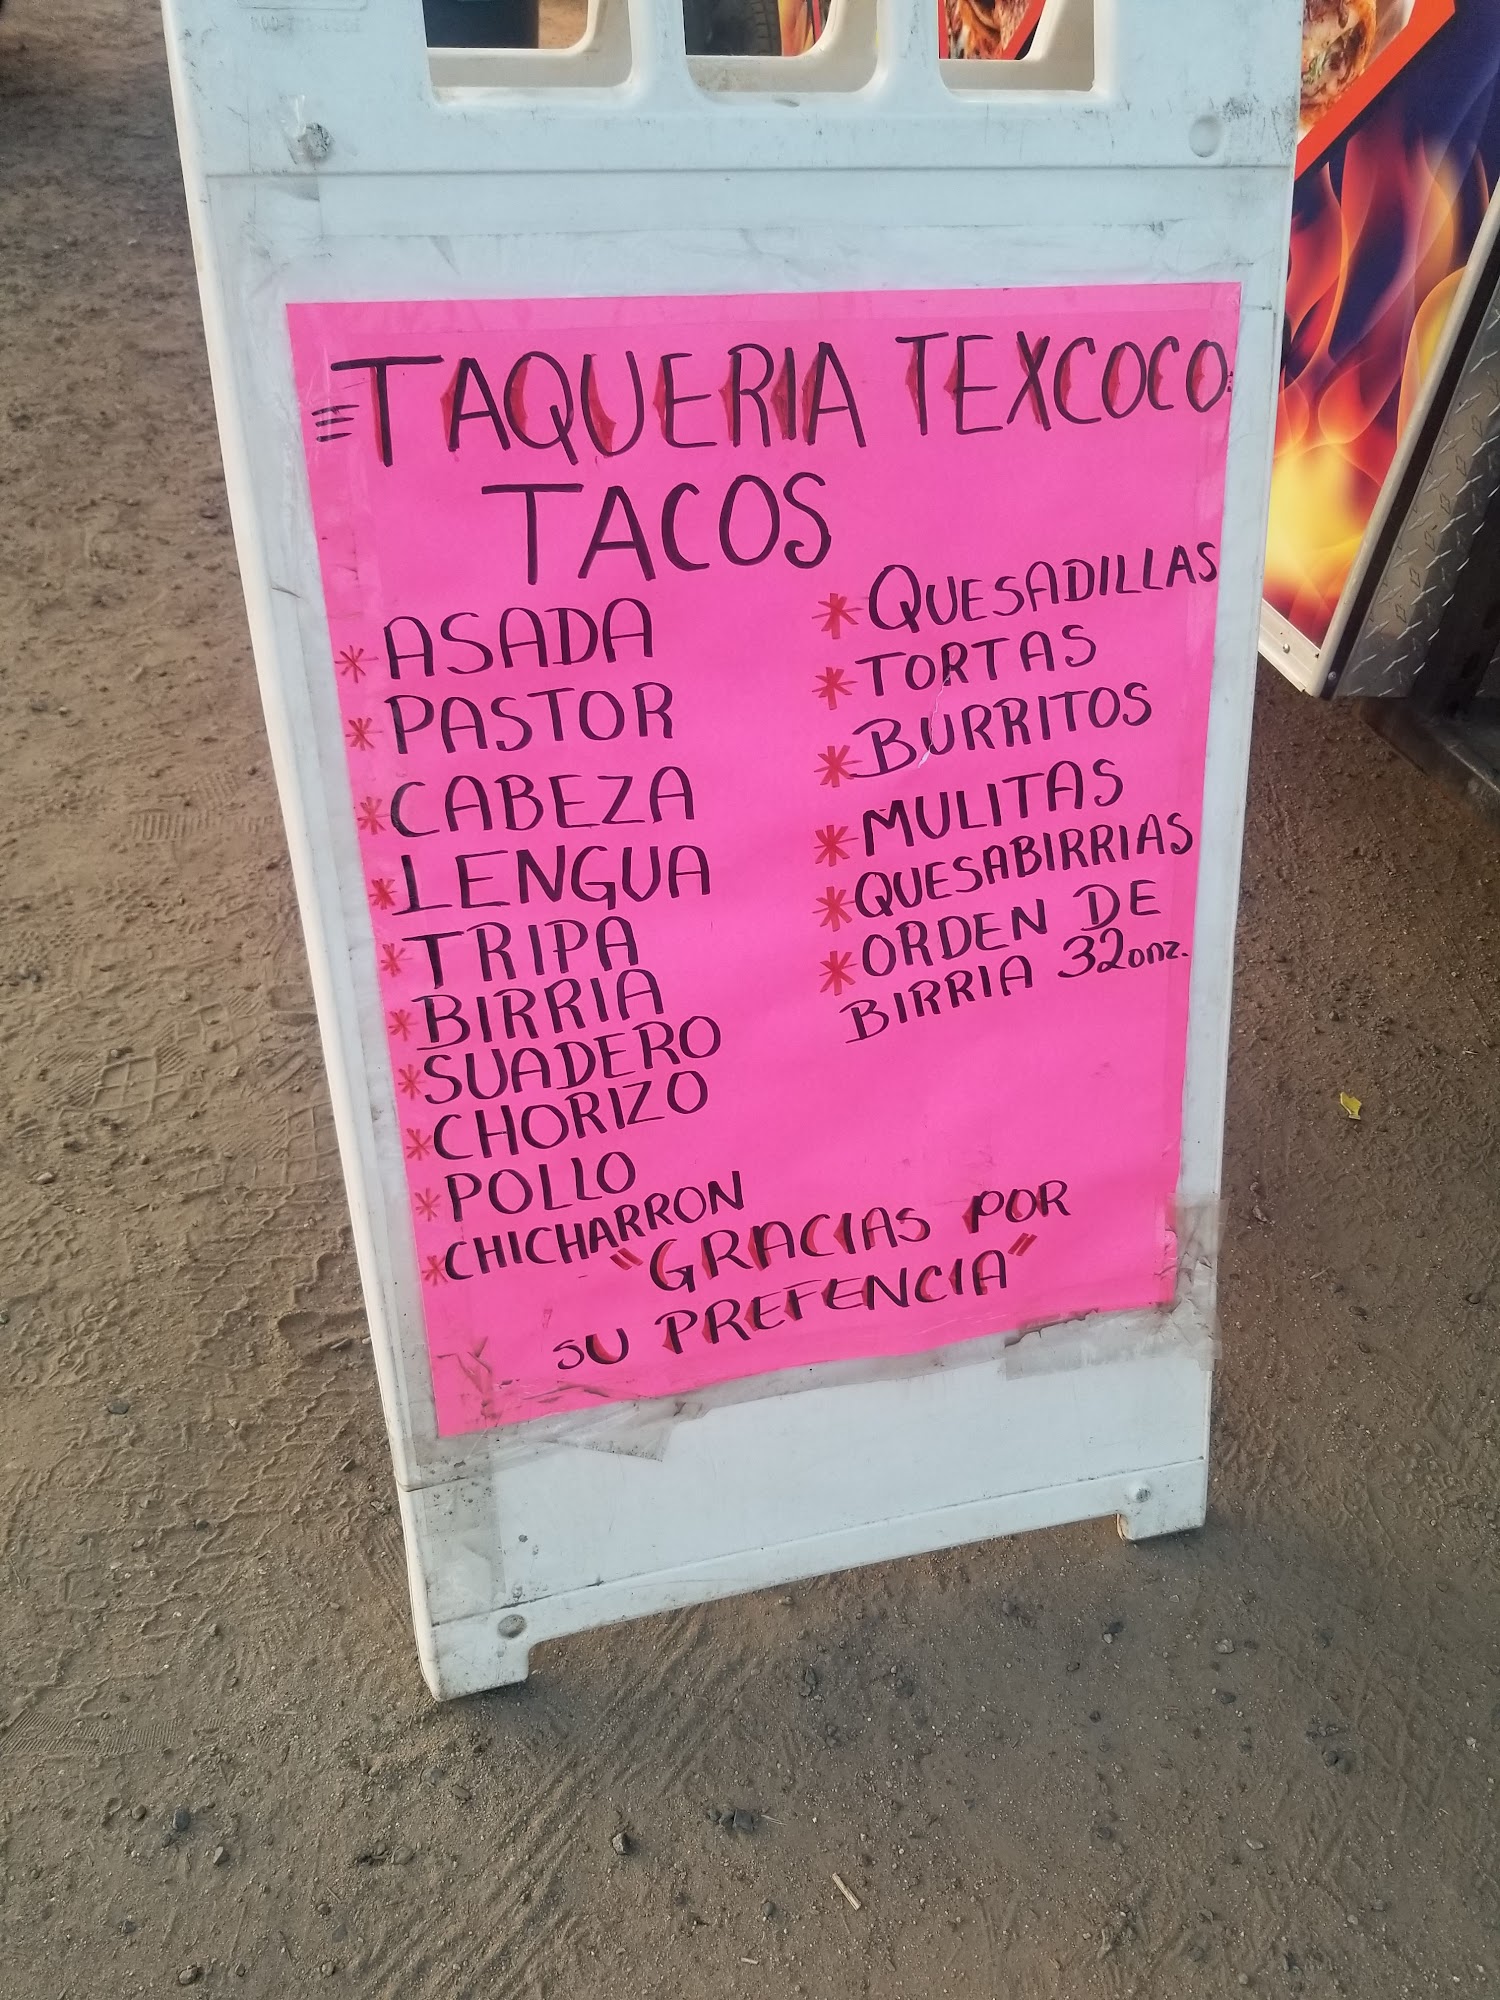 TAQUERIA TEXCOCO
TACOS
* ASADA
* PASTOR
* CABEZA
* LENGUA
* TRIPA
* BIRRIA
* SUADERO
* CHORIZO
* POLLO
* CHICHARRON
* QUESADILLAS
* TORTAS
* BURRITOS
* MULITAS
* QUESABIRRIAS
* ORDEN DE
BIRRIA 32onz.
"GRACIAS POR
SU PREFENCIA"